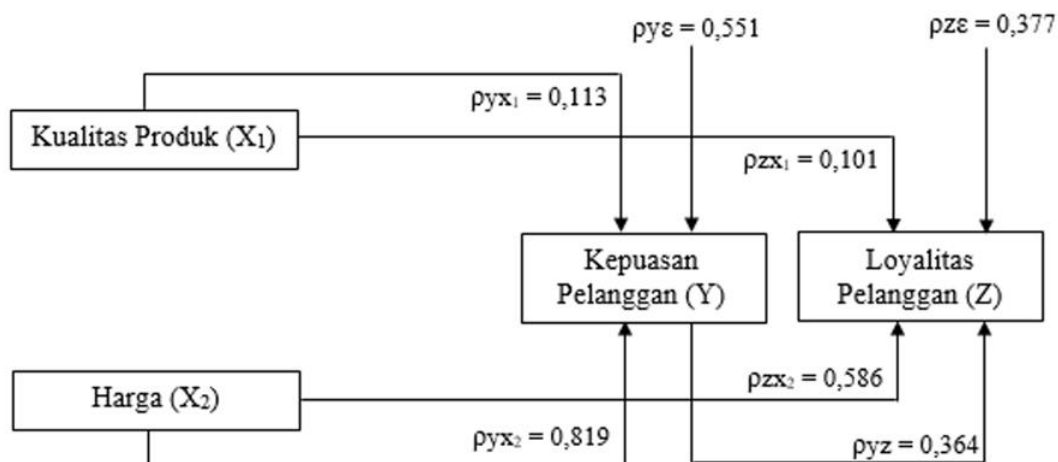 ρyε = 0,551
ρzε = 0,377
ρyx₁ = 0,113
Kualitas Produk (X₁)
ρzx₁ = 0,101
Kepuasan
Pelanggan (Y)
Loyalitas
Pelanggan (Z)
Harga (X₂)
ρzx₂ = 0,586
ρyx₂ = 0,819
ρyz = 0,364